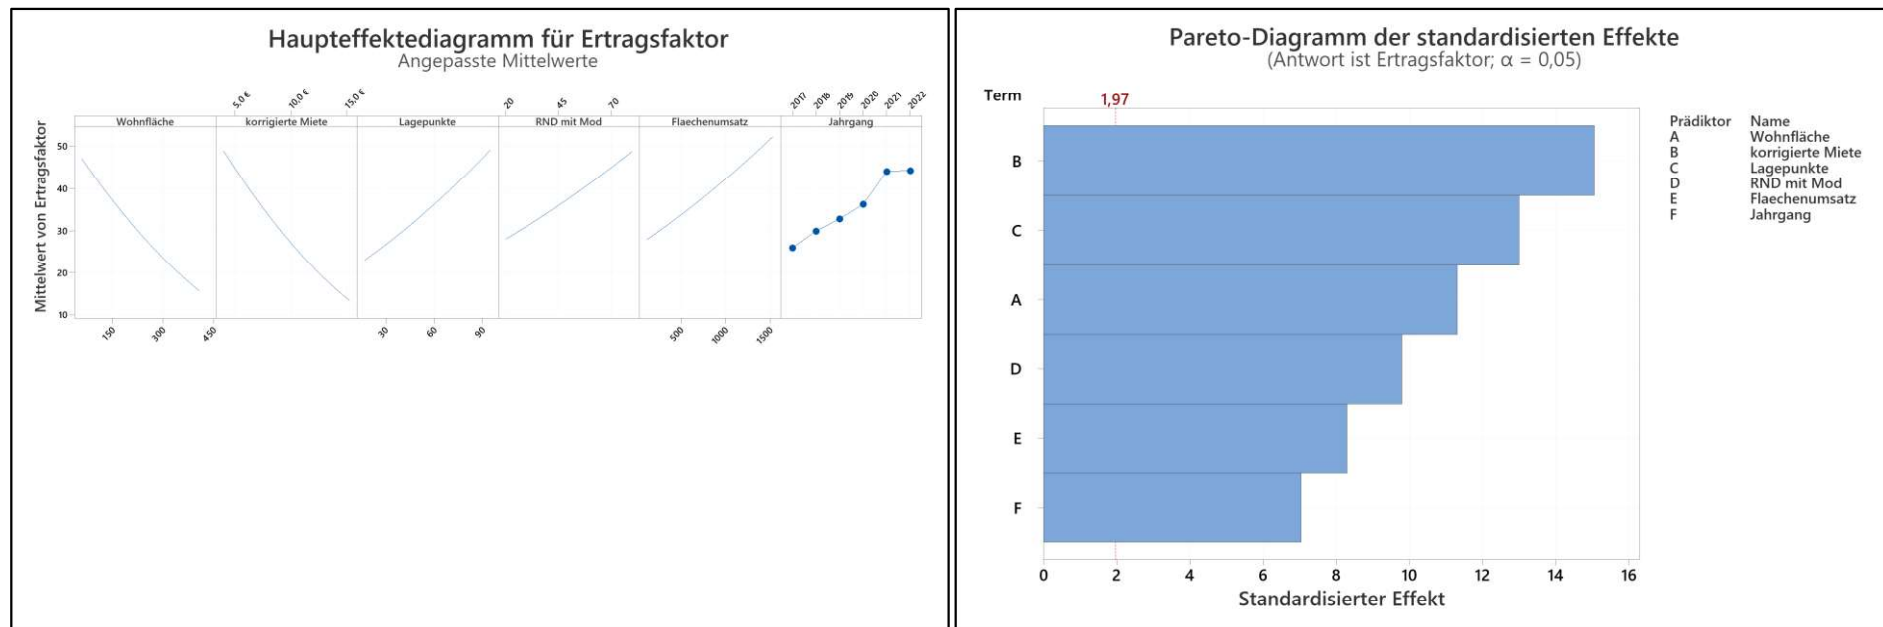 Haupteffektediagramm für Ertragsfaktor
Angepasste Mittelwerte
5,0 € 10,0 € 15,0 € 20 45 70 2017 2018 2019 2020 2021 2022
Wohnfläche korrigierte Miete Lagepunkte RND mit Mod Flaechenumsatz Jahrgang
Mittelwert von Ertragsfaktor
50
40
30
20
10
150 300 450 30 60 90 500 1000 1500
Pareto-Diagramm der standardisierten Effekte
(Antwort ist Ertragsfaktor; α = 0,05)
Term
1,97
B
C
A
D
E
F
0 2 4 6 8 10 12 14 16
Standardisierter Effekt
Prädiktor Name
A Wohnfläche
B korrigierte Miete
C Lagepunkte
D RND mit Mod
E Flaechenumsatz
F Jahrgang